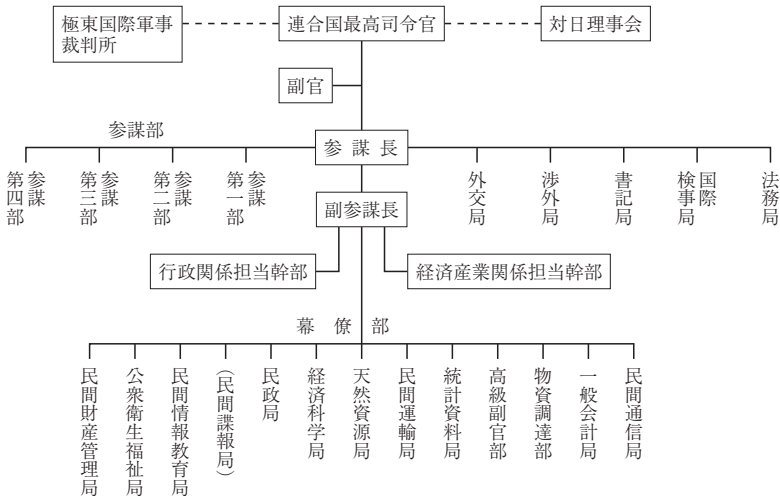 極東国際軍事
裁判所
連合国最高司令官
対日理事会
副官
参謀部
参謀長
参謀
第四部
参謀
第三部
参謀
第二部
参謀
第一部
外交局
渉外局
書記局
国際
検事局
法務局
副参謀長
行政関係担当幹部
経済産業関係担当幹部
幕僚部
民間財産管理局
公衆衛生福祉局
民間情報教育局
（民間諜報局）
民政局
経済科学局
天然資源局
民間運輸局
統計資料局
高級副官部
物資調達部
一般会計局
民間通信局